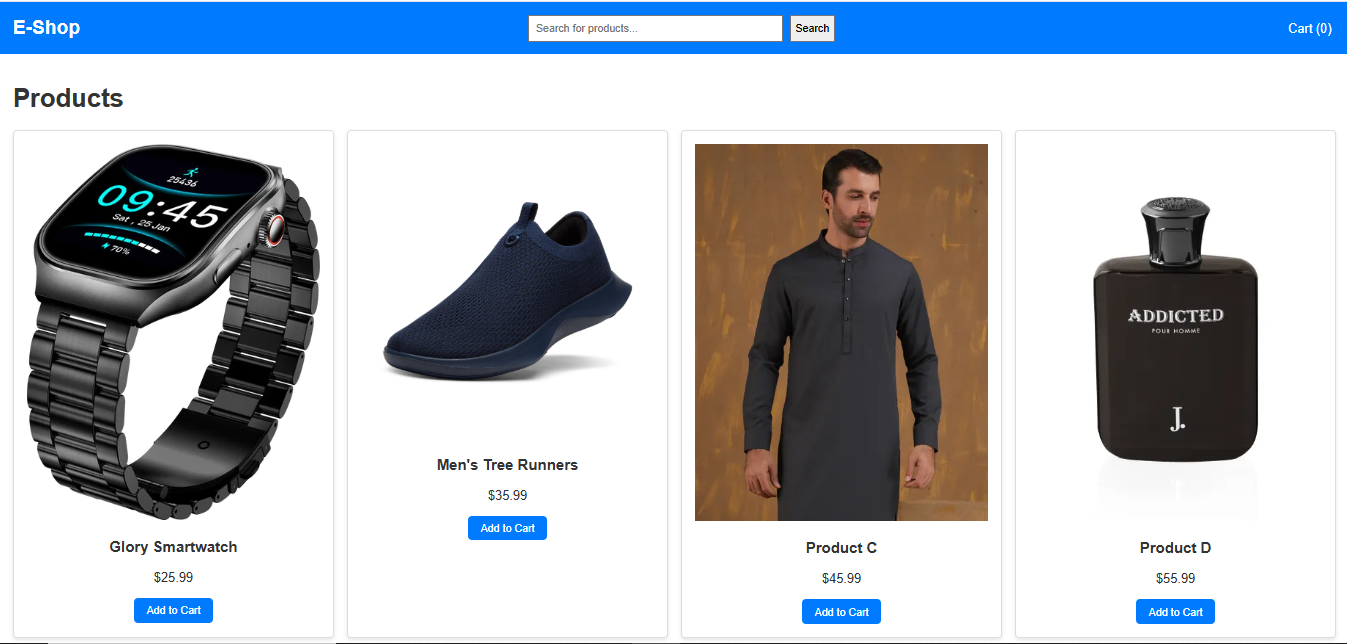 E-Shop
Search for products...
Search
Cart (0)
Products
25436
09:45
Sat , 25 Jan
70%
Glory Smartwatch
$25.99
Add to Cart
Men's Tree Runners
$35.99
Add to Cart
Product C
$45.99
Add to Cart
ADDICTED
POUR HOMME
J.
Product D
$55.99
Add to Cart